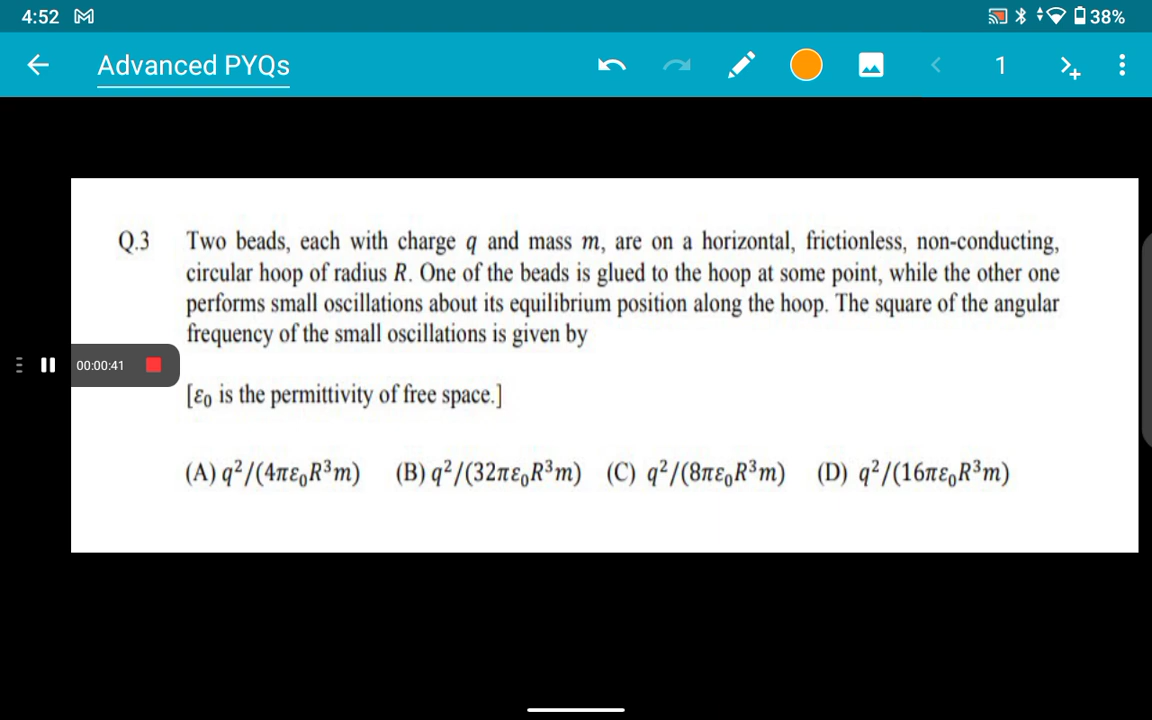 4:52 38%
Advanced PYQs 1
Q.3 Two beads, each with charge q and mass m, are on a horizontal, frictionless, non-conducting,
circular hoop of radius R. One of the beads is glued to the hoop at some point, while the other one
performs small oscillations about its equilibrium position along the hoop. The square of the angular
frequency of the small oscillations is given by
00:00:41
[ε₀ is the permittivity of free space.]
(A) q²/(4πε₀R³m) (B) q²/(32πε₀R³m) (C) q²/(8πε₀R³m) (D) q²/(16πε₀R³m)